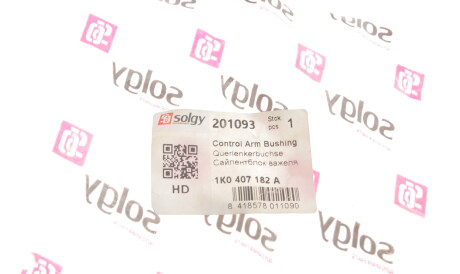 solgy 201093 Stck. pcs. 1
Control Arm Bushing
Querlenkerbuchse
Сайлентблок важеля
HD 1K0 407 182 A
8 418578 011090
solgy
solgy
solgy
solgy
solgy